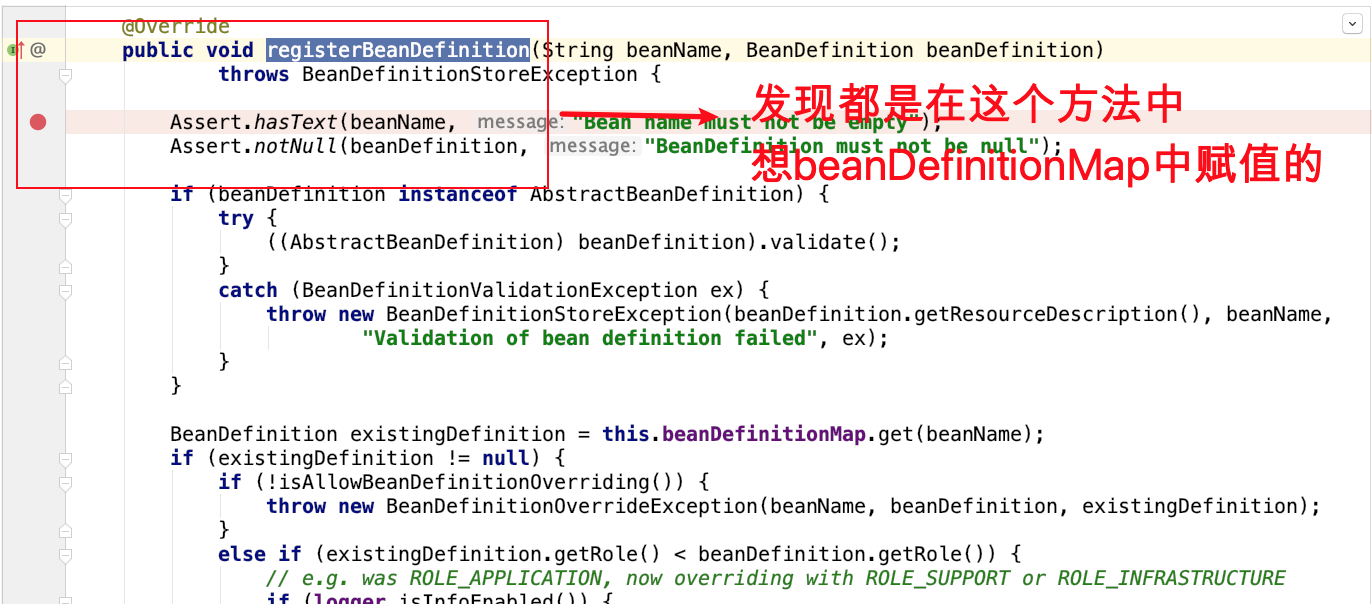 @Override
public void registerBeanDefinition(String beanName, BeanDefinition beanDefinition)
throws BeanDefinitionStoreException {
Assert.hasText(beanName, message: "Bean name must not be empty");
Assert.notNull(beanDefinition, message: "BeanDefinition must not be null");
发现都是在这个方法中
想beanDefinitionMap中赋值的
if (beanDefinition instanceof AbstractBeanDefinition) {
try {
((AbstractBeanDefinition) beanDefinition).validate();
}
catch (BeanDefinitionValidationException ex) {
throw new BeanDefinitionStoreException(beanDefinition.getResourceDescription(), beanName,
"Validation of bean definition failed", ex);
}
}
BeanDefinition existingDefinition = this.beanDefinitionMap.get(beanName);
if (existingDefinition != null) {
if (!isAllowBeanDefinitionOverriding()) {
throw new BeanDefinitionOverrideException(beanName, beanDefinition, existingDefinition);
}
else if (existingDefinition.getRole() < beanDefinition.getRole()) {
// e.g. was ROLE_APPLICATION, now overriding with ROLE_SUPPORT or ROLE_INFRASTRUCTURE
if (logger.isInfoEnabled()) {